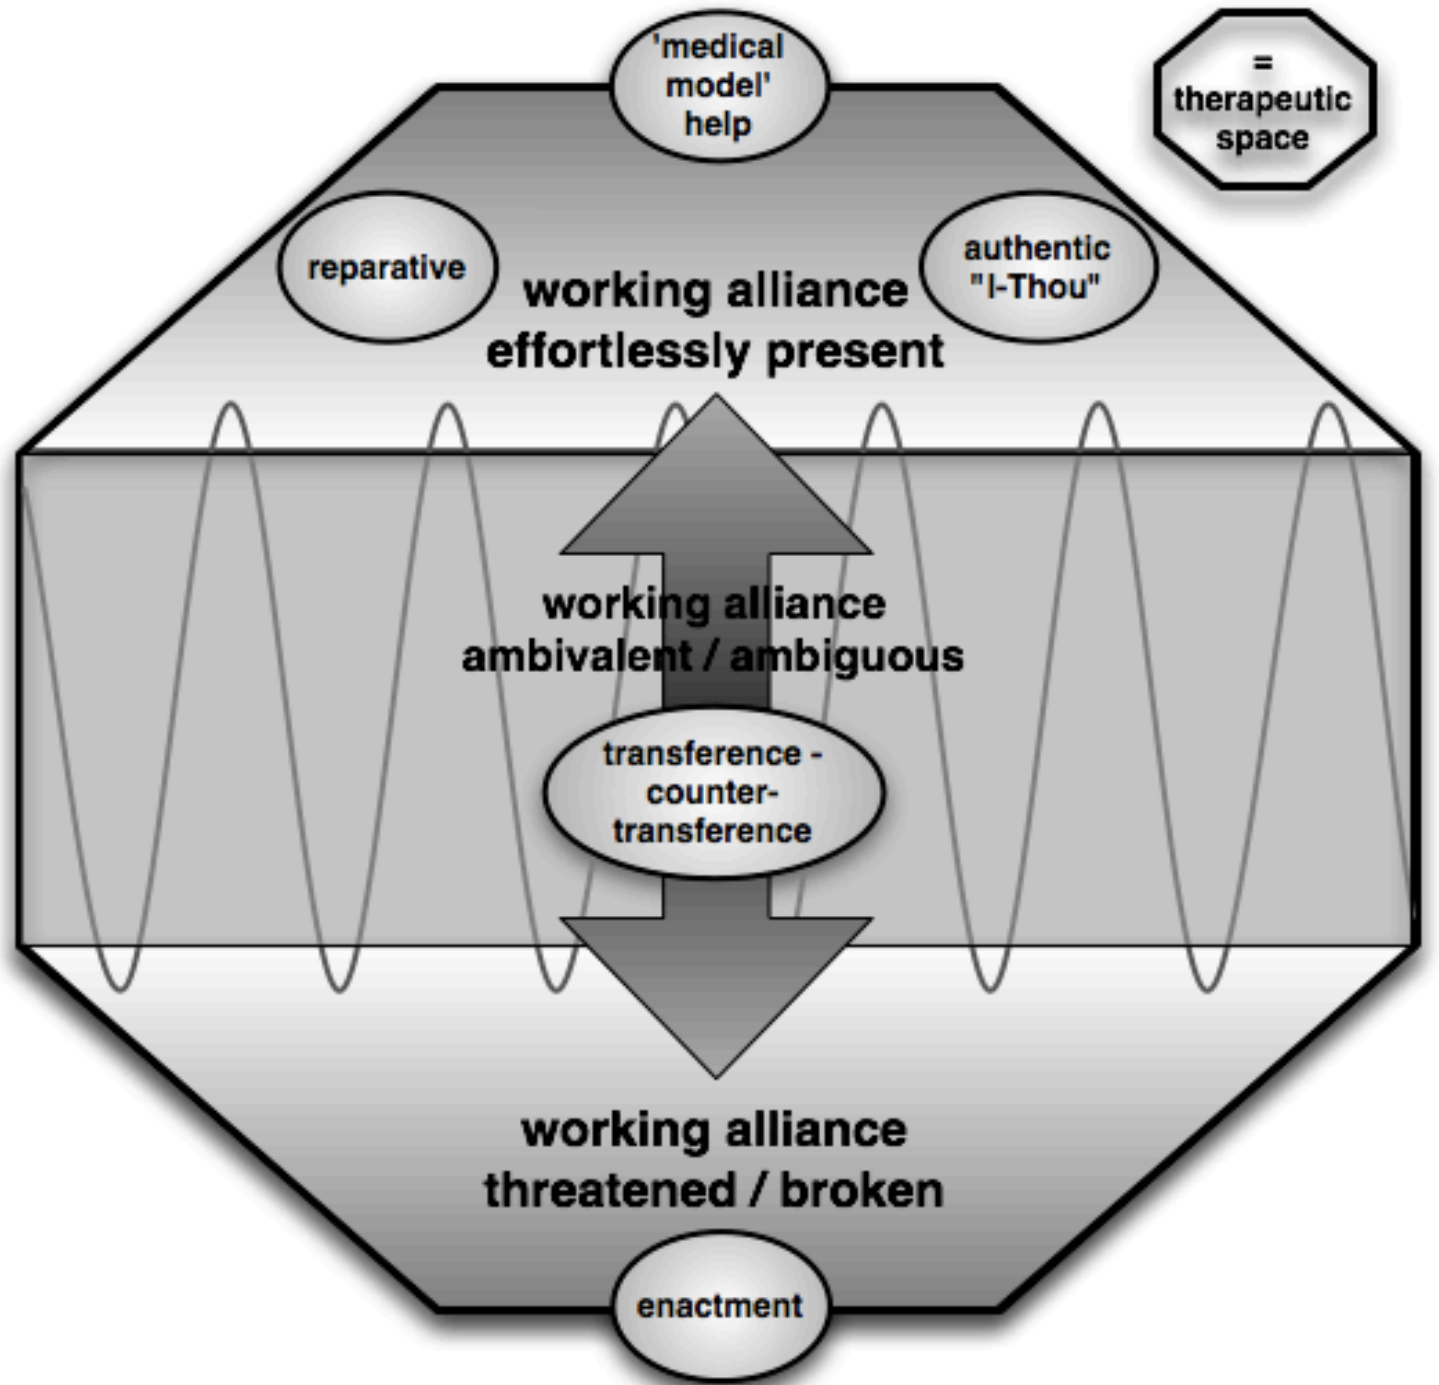 'medical
model'
help
=
therapeutic
space
reparative
authentic
"I-Thou"
working alliance
effortlessly present
working alliance
ambivalent / ambiguous
transference -
counter-
transference
working alliance
threatened / broken
enactment